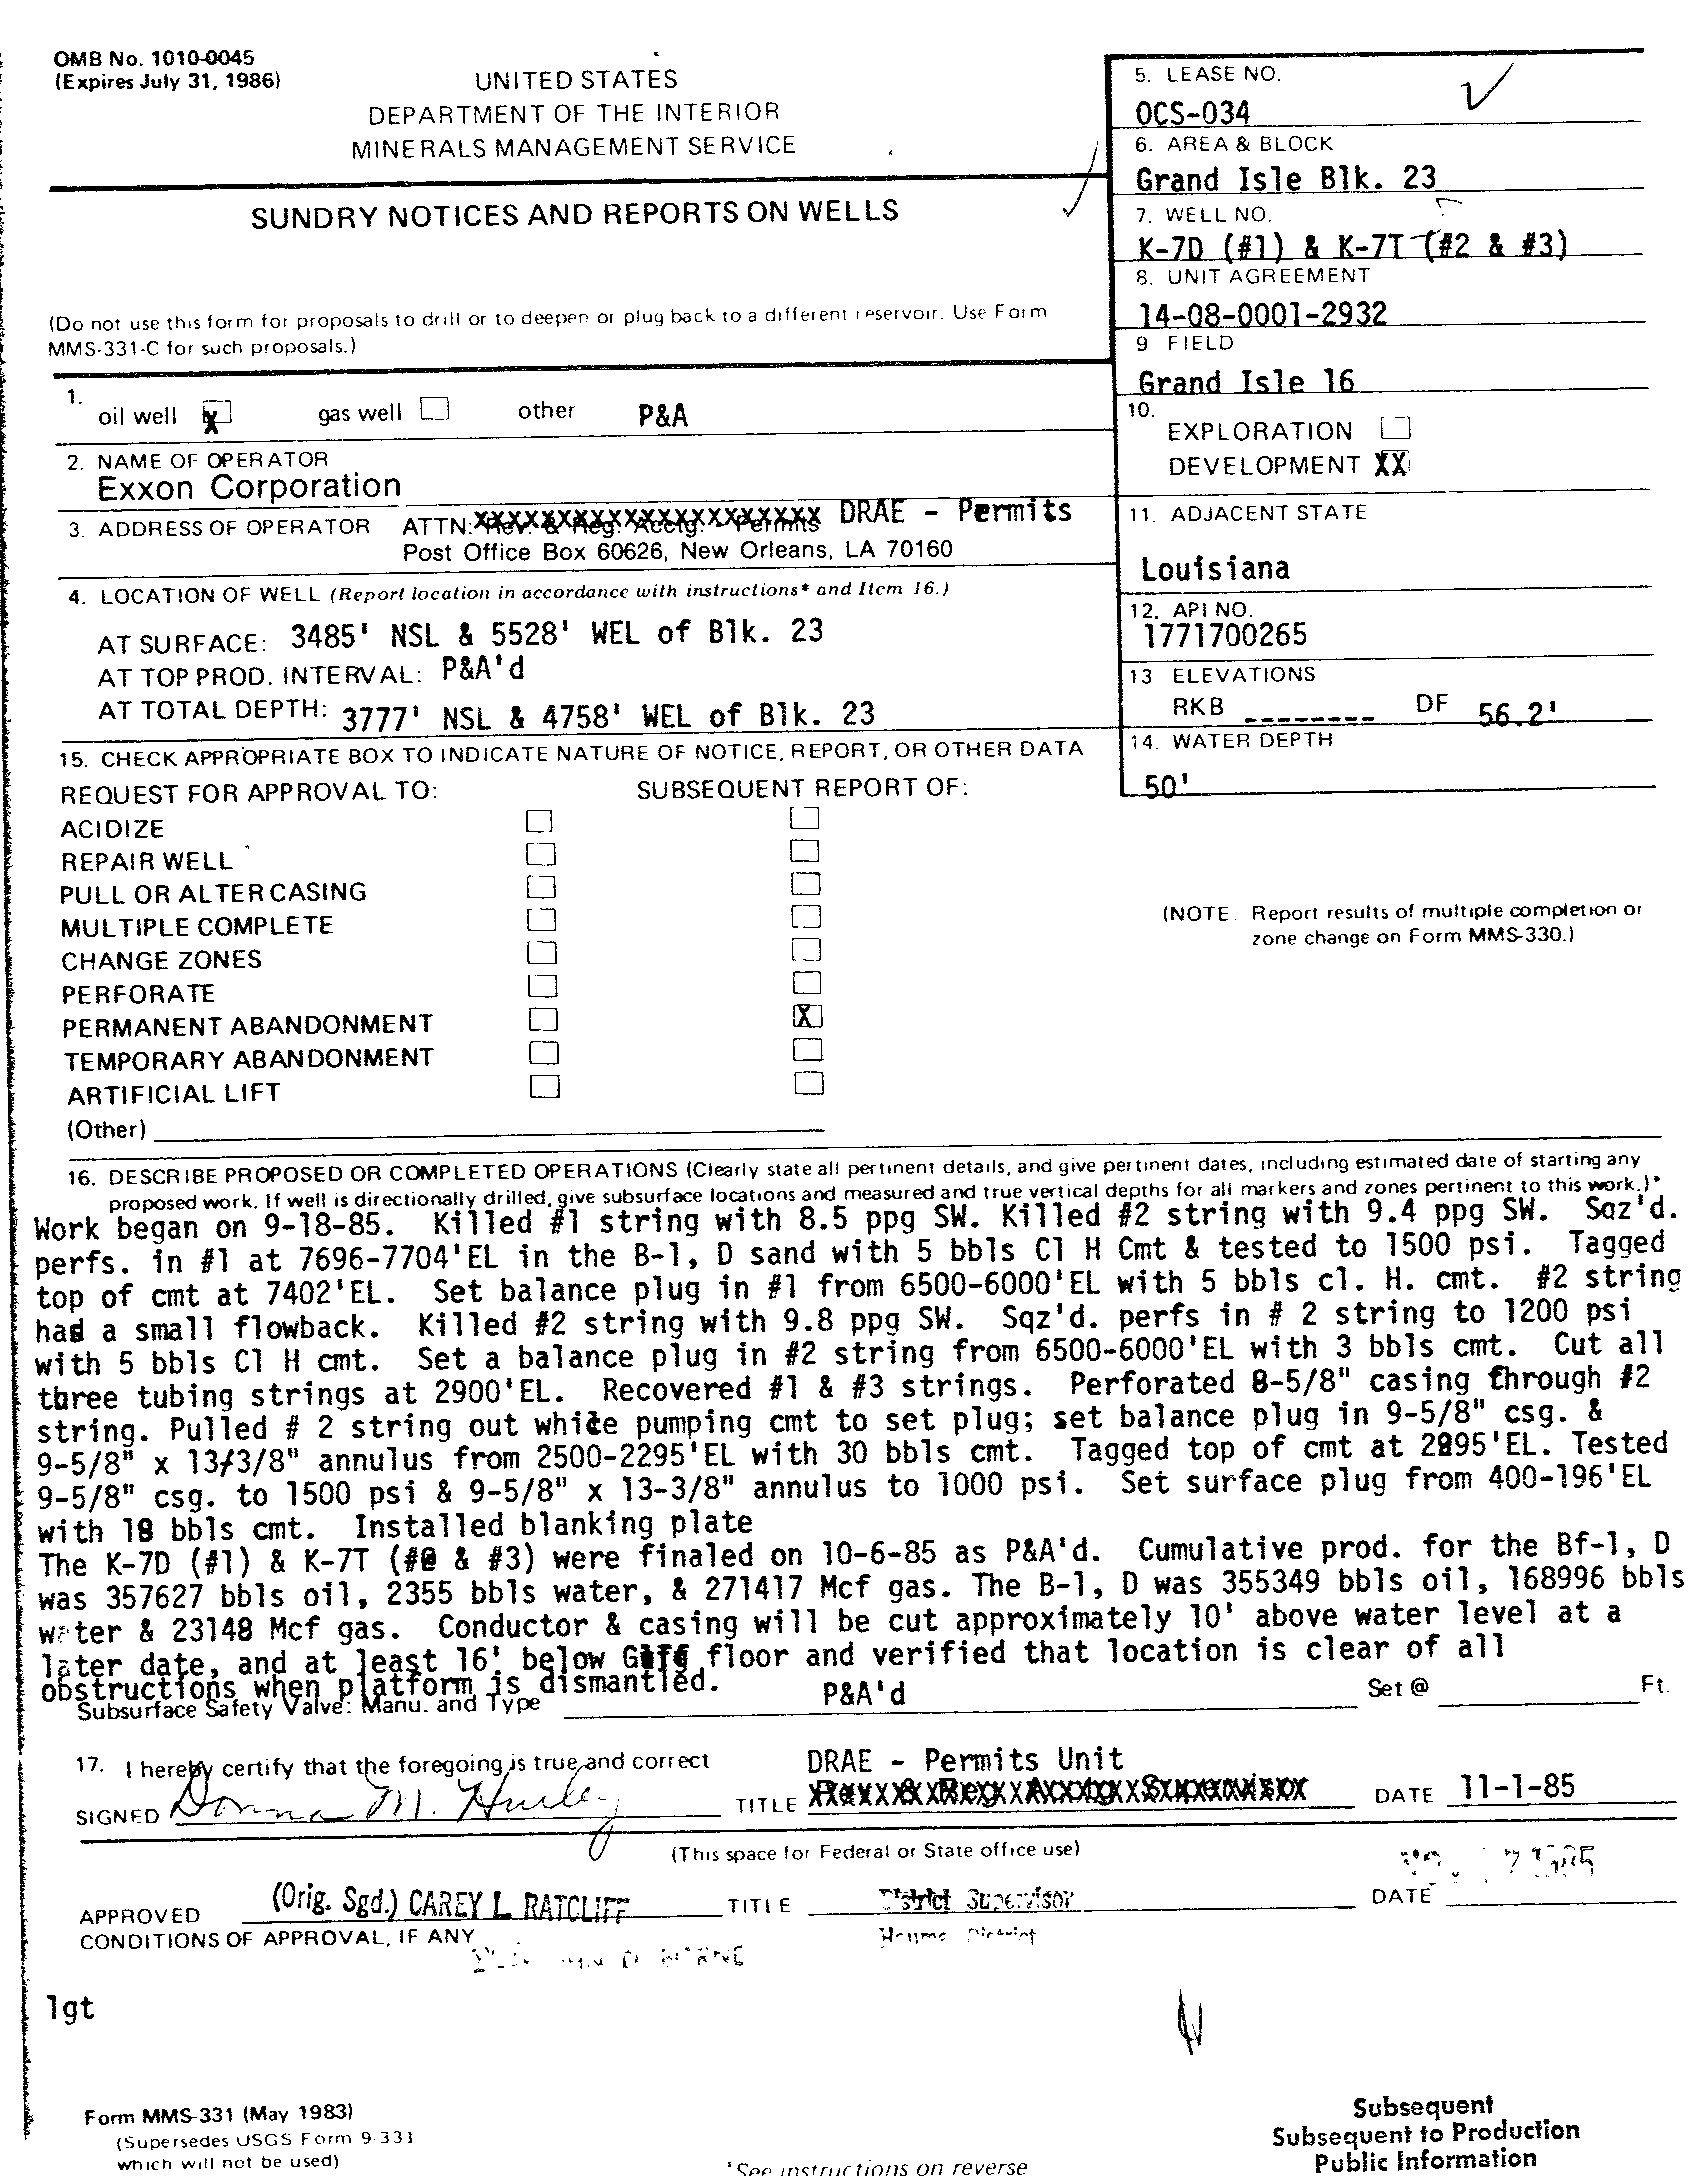 OMB No. 1010-0045
(Expires July 31, 1986)
UNITED STATES
DEPARTMENT OF THE INTERIOR
MINERALS MANAGEMENT SERVICE
SUNDRY NOTICES AND REPORTS ON WELLS
(Do not use this form for proposals to drill or to deepen or plug back to a different reservoir. Use Form
MMS-331-C for such proposals.)
1.
oil well X gas well other P&A
2. NAME OF OPERATOR
Exxon Corporation
3. ADDRESS OF OPERATOR ATTN: DRAE - Permits
Post Office Box 60626, New Orleans, LA 70160
4. LOCATION OF WELL (Report location in accordance with instructions* and Item 16.)
AT SURFACE: 3485' NSL & 5528' WEL of Blk. 23
AT TOP PROD. INTERVAL: P&A'd
AT TOTAL DEPTH: 3777' NSL & 4758' WEL of Blk. 23
5. LEASE NO.
OCS-034
6. AREA & BLOCK
Grand Isle Blk. 23
7. WELL NO.
K-7D (#1) & K-7T (#2 & #3)
8. UNIT AGREEMENT
14-08-0001-2932
9 FIELD
Grand Isle 16
10.
EXPLORATION
DEVELOPMENT XX
11. ADJACENT STATE
Louisiana
12. API NO.
1771700265
13 ELEVATIONS
RKB -------- DF 56.2'
14. WATER DEPTH
50'
15. CHECK APPROPRIATE BOX TO INDICATE NATURE OF NOTICE, REPORT, OR OTHER DATA
REQUEST FOR APPROVAL TO: SUBSEQUENT REPORT OF:
ACIDIZE
REPAIR WELL
PULL OR ALTER CASING
MULTIPLE COMPLETE
CHANGE ZONES
PERFORATE
PERMANENT ABANDONMENT X
TEMPORARY ABANDONMENT
ARTIFICIAL LIFT
(Other)
(NOTE. Report results of multiple completion or
zone change on Form MMS-330.)
16. DESCRIBE PROPOSED OR COMPLETED OPERATIONS (Clearly state all pertinent details, and give pertinent dates, including estimated date of starting any
proposed work. If well is directionally drilled, give subsurface locations and measured and true vertical depths for all markers and zones pertinent to this work.)*
Work began on 9-18-85. Killed #1 string with 8.5 ppg SW. Killed #2 string with 9.4 ppg SW. Sqz'd.
perfs. in #1 at 7696-7704'EL in the B-1, D sand with 5 bbls Cl H Cmt & tested to 1500 psi. Tagged
top of cmt at 7402'EL. Set balance plug in #1 from 6500-6000'EL with 5 bbls cl. H. cmt. #2 string
had a small flowback. Killed #2 string with 9.8 ppg SW. Sqz'd. perfs in # 2 string to 1200 psi
with 5 bbls Cl H cmt. Set a balance plug in #2 string from 6500-6000'EL with 3 bbls cmt. Cut all
three tubing strings at 2900'EL. Recovered #1 & #3 strings. Perforated 8-5/8" casing through #2
string. Pulled # 2 string out while pumping cmt to set plug; set balance plug in 9-5/8" csg. &
9-5/8" x 13/3/8" annulus from 2500-2295'EL with 30 bbls cmt. Tagged top of cmt at 2295'EL. Tested
9-5/8" csg. to 1500 psi & 9-5/8" x 13-3/8" annulus to 1000 psi. Set surface plug from 400-196'EL
with 18 bbls cmt. Installed blanking plate
The K-7D (#1) & K-7T (#2 & #3) were finaled on 10-6-85 as P&A'd. Cumulative prod. for the Bf-1, D
was 357627 bbls oil, 2355 bbls water, & 271417 Mcf gas. The B-1, D was 355349 bbls oil, 168996 bbls
water & 23148 Mcf gas. Conductor & casing will be cut approximately 10' above water level at a
later date, and at least 16' below Gulf floor and verified that location is clear of all
obstructions when platform is dismantled.
Subsurface Safety Valve: Manu. and Type P&A'd Set @ Ft.
17. I hereby certify that the foregoing is true and correct
DRAE - Permits Unit
SIGNED Donna M. Hurley TITLE DATE 11-1-85
(This space for Federal or State office use)
APPROVED (Orig. Sgd.) CAREY L. RATCLIFF TITLE District Supervisor DATE
CONDITIONS OF APPROVAL, IF ANY Houma District
lgt
Form MMS-331 (May 1983)
(Supersedes USGS Form 9-331
which will not be used)
*See instructions on reverse
Subsequent
Subsequent to Production
Public Information